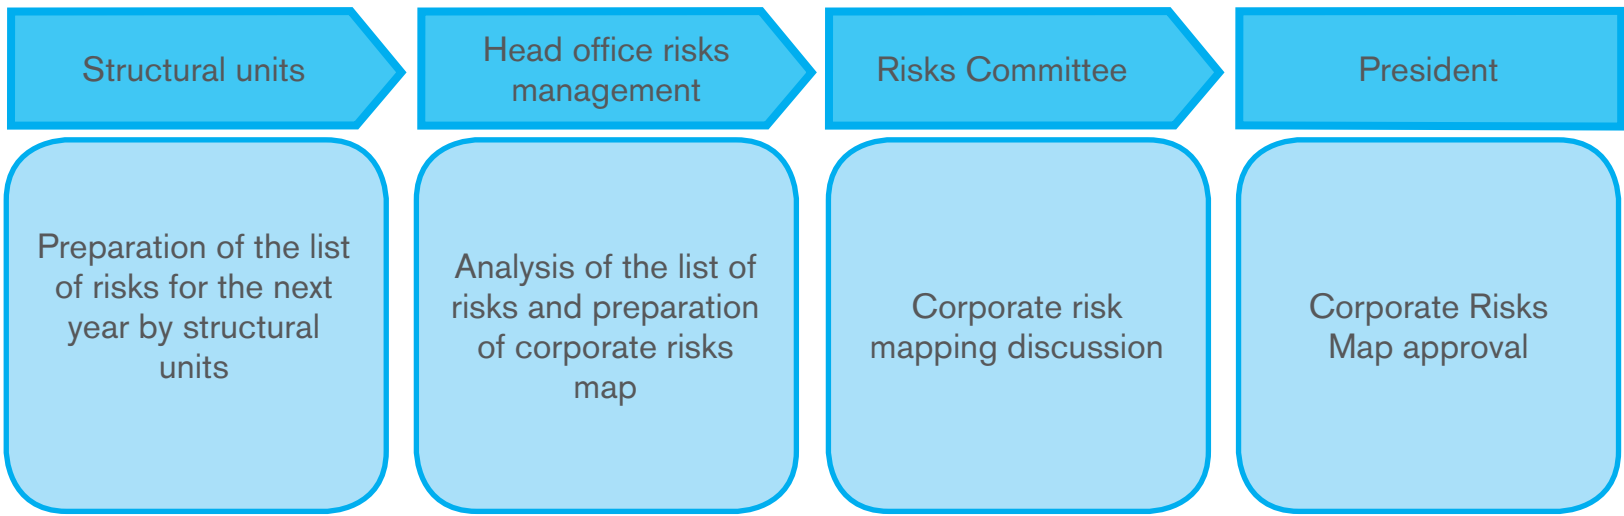 Structural units
Head office risks
management
Risks Committee
President
Preparation of the list
of risks for the next
year by structural
units
Analysis of the list of
risks and preparation
of corporate risks
map
Corporate risk
mapping discussion
Corporate Risks
Map approval